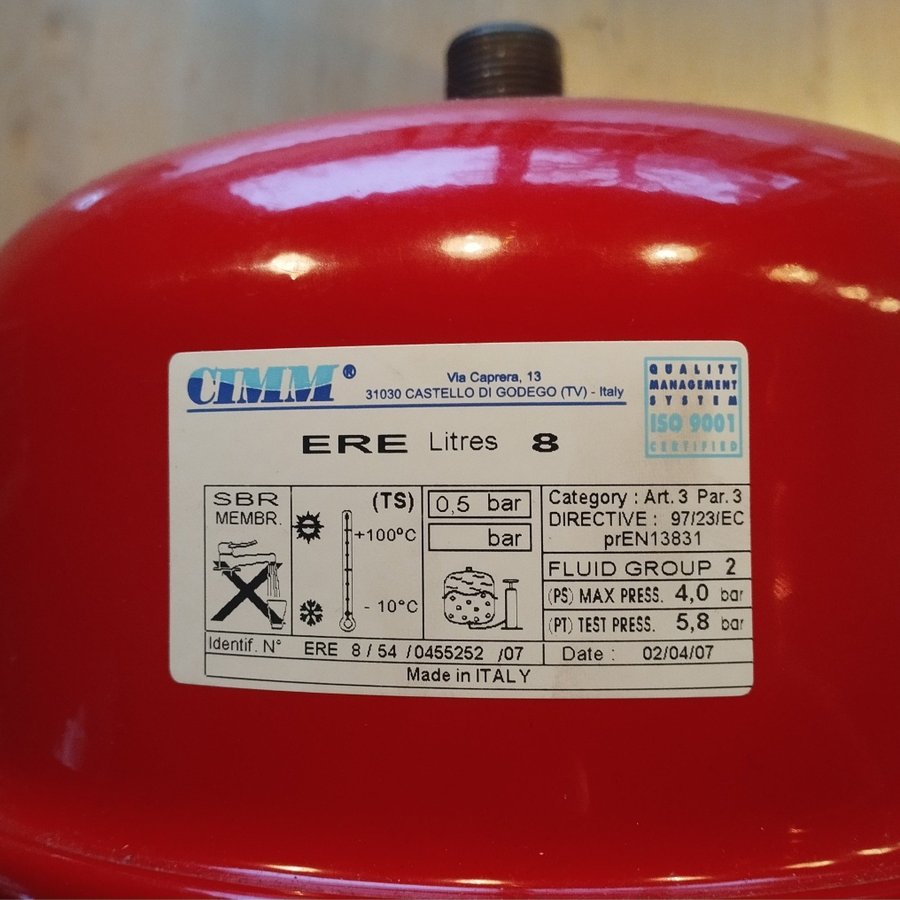 CIMM®
Via Caprera, 13
31030 CASTELLO DI GODEGO (TV) - Italy
QUALITY
MANAGEMENT
SYSTEM
ISO 9001
CERTIFIED
ERE Litres 8
SBR
MEMBR.
(TS)
+100°C
- 10°C
0,5 bar
bar
Category : Art.3 Par.3
DIRECTIVE : 97/23/EC
prEN13831
FLUID GROUP 2
(PS) MAX PRESS. 4,0 bar
(PT) TEST PRESS. 5,8 bar
Identif. N° ERE 8 / 54 / 0455252 /07
Date : 02/04/07
Made in ITALY